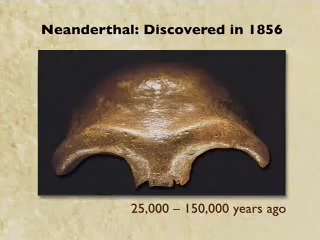 Neanderthal: Discovered in 1856
25,000 – 150,000 years ago